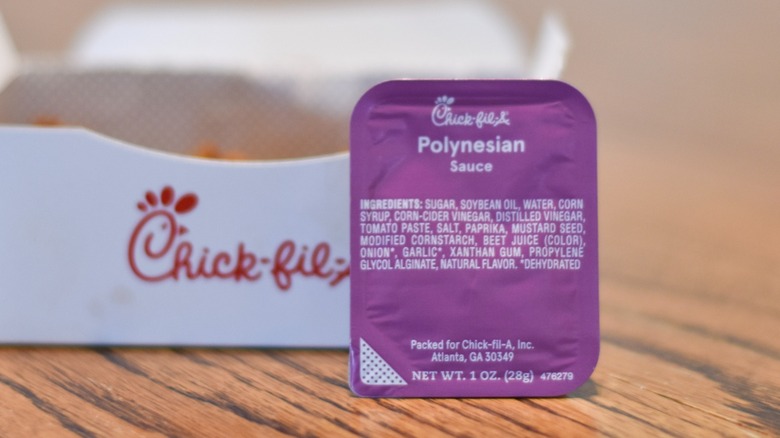 Chick-fil-A
Polynesian
Sauce
INGREDIENTS: SUGAR, SOYBEAN OIL, WATER, CORN
SYRUP, CORN-CIDER VINEGAR, DISTILLED VINEGAR,
TOMATO PASTE, SALT, PAPRIKA, MUSTARD SEED,
MODIFIED CORNSTARCH, BEET JUICE (COLOR),
ONION*, GARLIC*, XANTHAN GUM, PROPYLENE
GLYCOL ALGINATE, NATURAL FLAVOR. *DEHYDRATED
Packed for Chick-fil-A, Inc.
Atlanta, GA 30349
NET WT. 1 OZ. (28g) 476279
Chick-fil-A